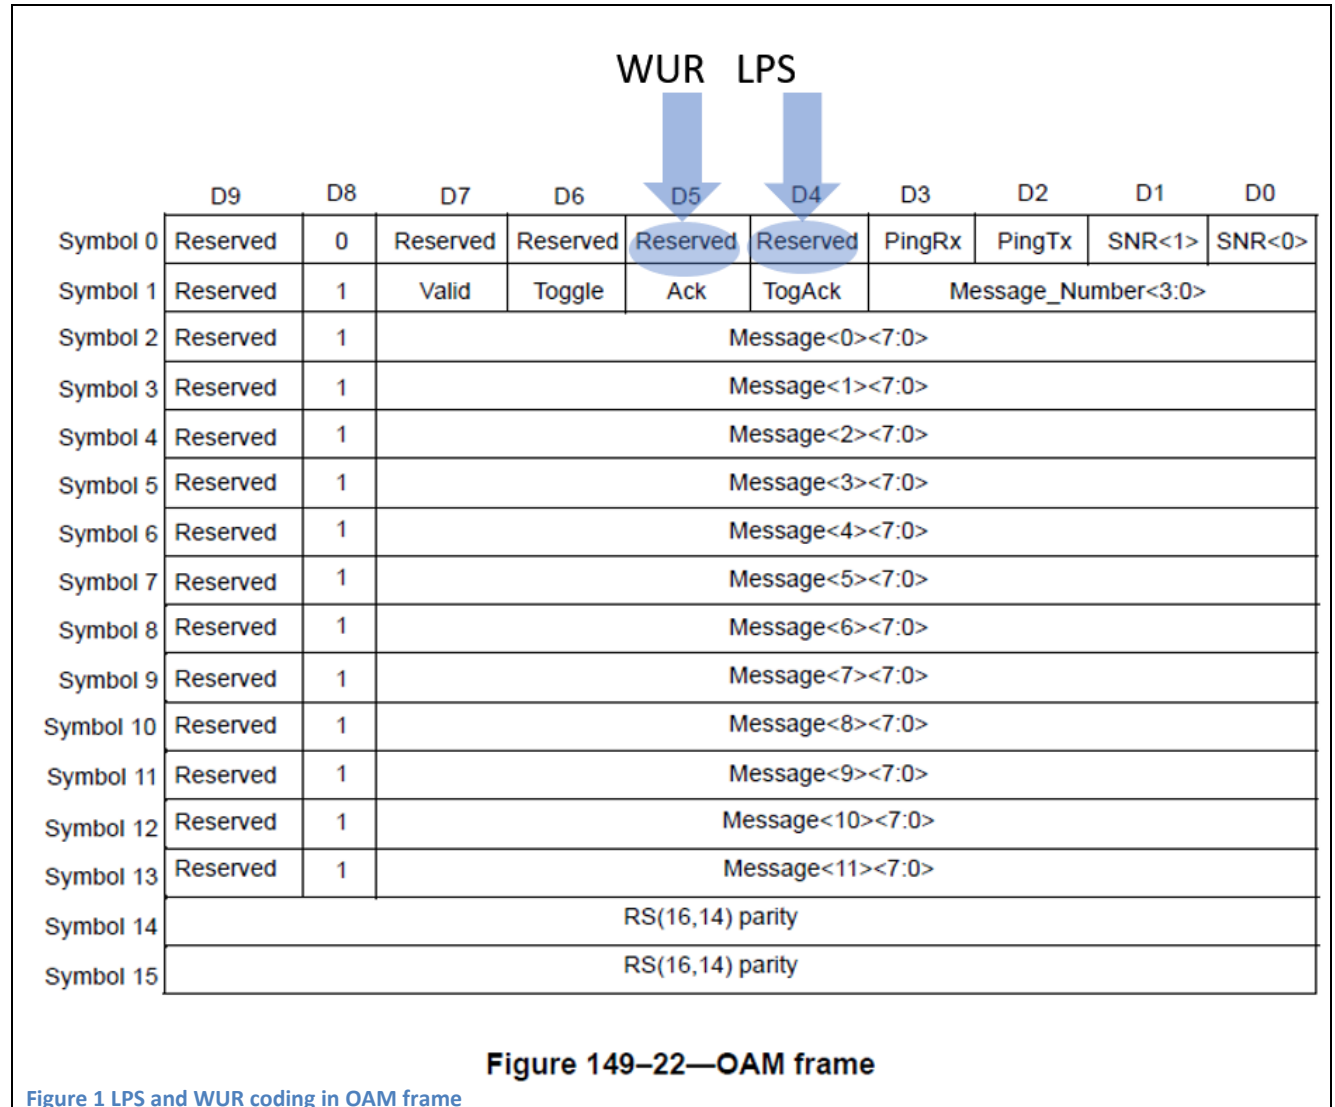 WUR LPS
D9 D8 D7 D6 D5 D4 D3 D2 D1 D0
Symbol 0 Reserved 0 Reserved Reserved Reserved Reserved PingRx PingTx SNR<1> SNR<0>
Symbol 1 Reserved 1 Valid Toggle Ack TogAck Message_Number<3:0>
Symbol 2 Reserved 1 Message<0><7:0>
Symbol 3 Reserved 1 Message<1><7:0>
Symbol 4 Reserved 1 Message<2><7:0>
Symbol 5 Reserved 1 Message<3><7:0>
Symbol 6 Reserved 1 Message<4><7:0>
Symbol 7 Reserved 1 Message<5><7:0>
Symbol 8 Reserved 1 Message<6><7:0>
Symbol 9 Reserved 1 Message<7><7:0>
Symbol 10 Reserved 1 Message<8><7:0>
Symbol 11 Reserved 1 Message<9><7:0>
Symbol 12 Reserved 1 Message<10><7:0>
Symbol 13 Reserved 1 Message<11><7:0>
Symbol 14 RS(16,14) parity
Symbol 15 RS(16,14) parity
Figure 149–22—OAM frame
Figure 1 LPS and WUR coding in OAM frame